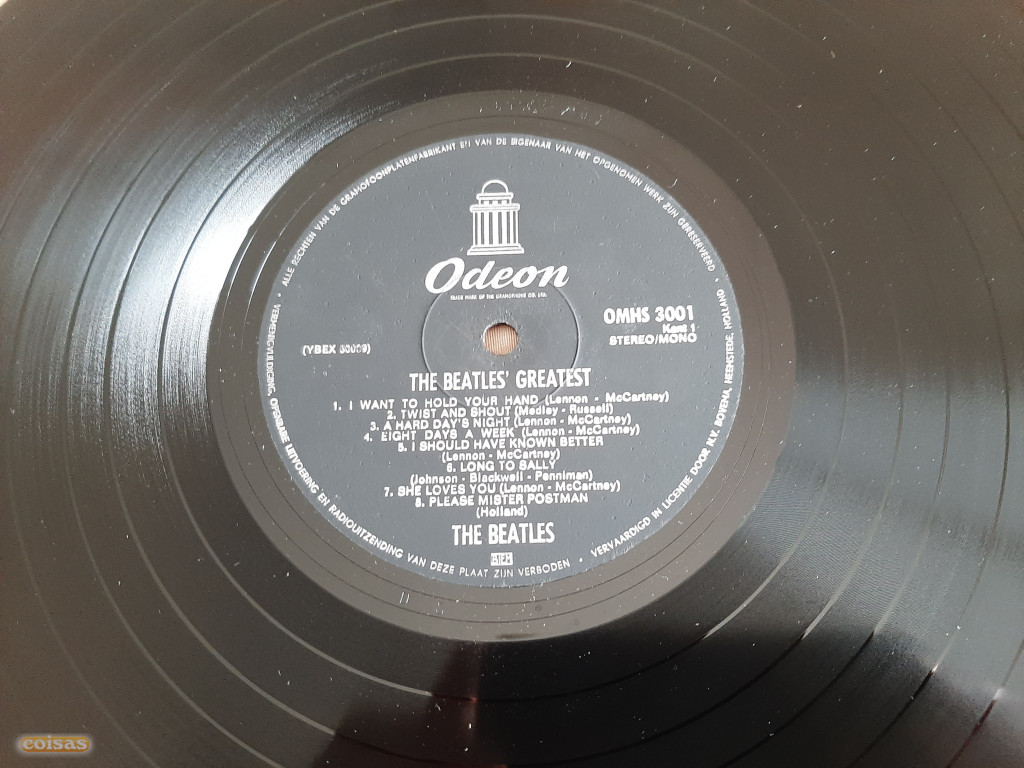 • ALLE RECHTEN VAN DE GRAMOFOONPLATENFABRIKANT EN VAN DE EIGENAAR VAN HET OPGENOMEN WERK ZIJN GERESERVEERD •
Odeon
TRADE MARK OF THE GRAMOPHONE CO. LTD.
OMHS 3001
Kant 1
STEREO/MONO
THE BEATLES' GREATEST
1. I WANT TO HOLD YOUR HAND (Lennon - McCartney)
2. TWIST AND SHOUT (Medley - Russell)
3. A HARD DAY'S NIGHT (Lennon - McCartney)
4. EIGHT DAYS A WEEK (Lennon - McCartney)
5. I SHOULD HAVE KNOWN BETTER
(Lennon - McCartney)
6. LONG TO SALLY
(Johnson - Blackwell - Penniman)
7. SHE LOVES YOU (Lennon - McCartney)
8. PLEASE MISTER POSTMAN
(Holland)
THE BEATLES
VERMENIGVULDIGING, OPENBARE UITVOERING EN RADIOUITZENDING VAN DEZE PLAAT ZIJN VERBODEN •
VERVAARDIGD IN LICENTIE DOOR N.V. BOVEMA, HEEMSTEDE, HOLLAND
coisas